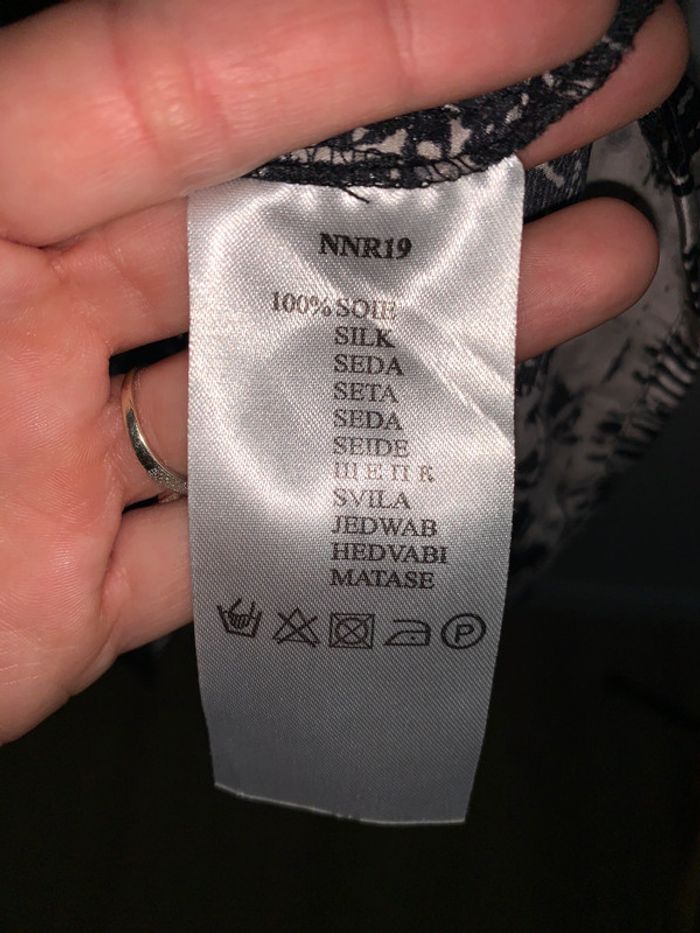 NNR19
100% SOIE
SILK
SEDA
SETA
SEDA
SEIDE
Ш Е П К
SVILA
JEDWAB
HEDVABI
MATASE
P